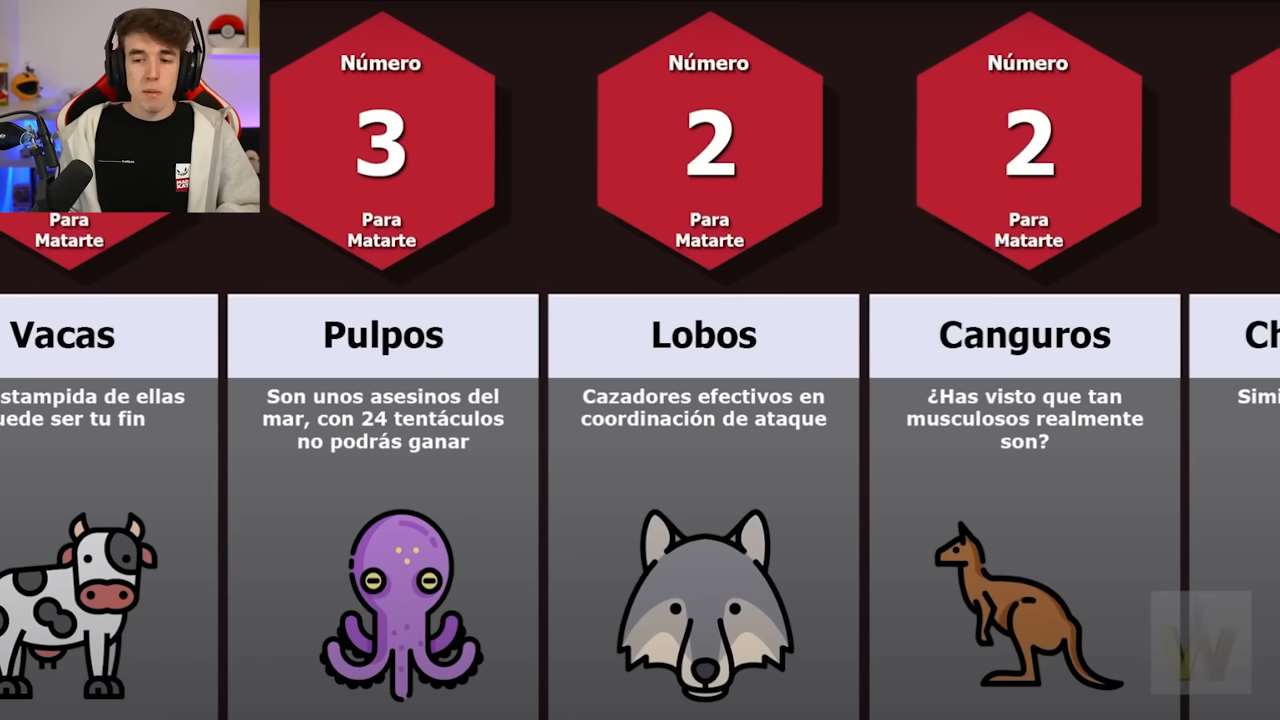 Para
Matarte
Vacas
stampida de ellas
uede ser tu fin
Número
3
Para
Matarte
Pulpos
Son unos asesinos del
mar, con 24 tentáculos
no podrás ganar
Número
2
Para
Matarte
Lobos
Cazadores efectivos en
coordinación de ataque
Número
2
Para
Matarte
Canguros
¿Has visto que tan
musculosos realmente
son?
Ch
Simi
W